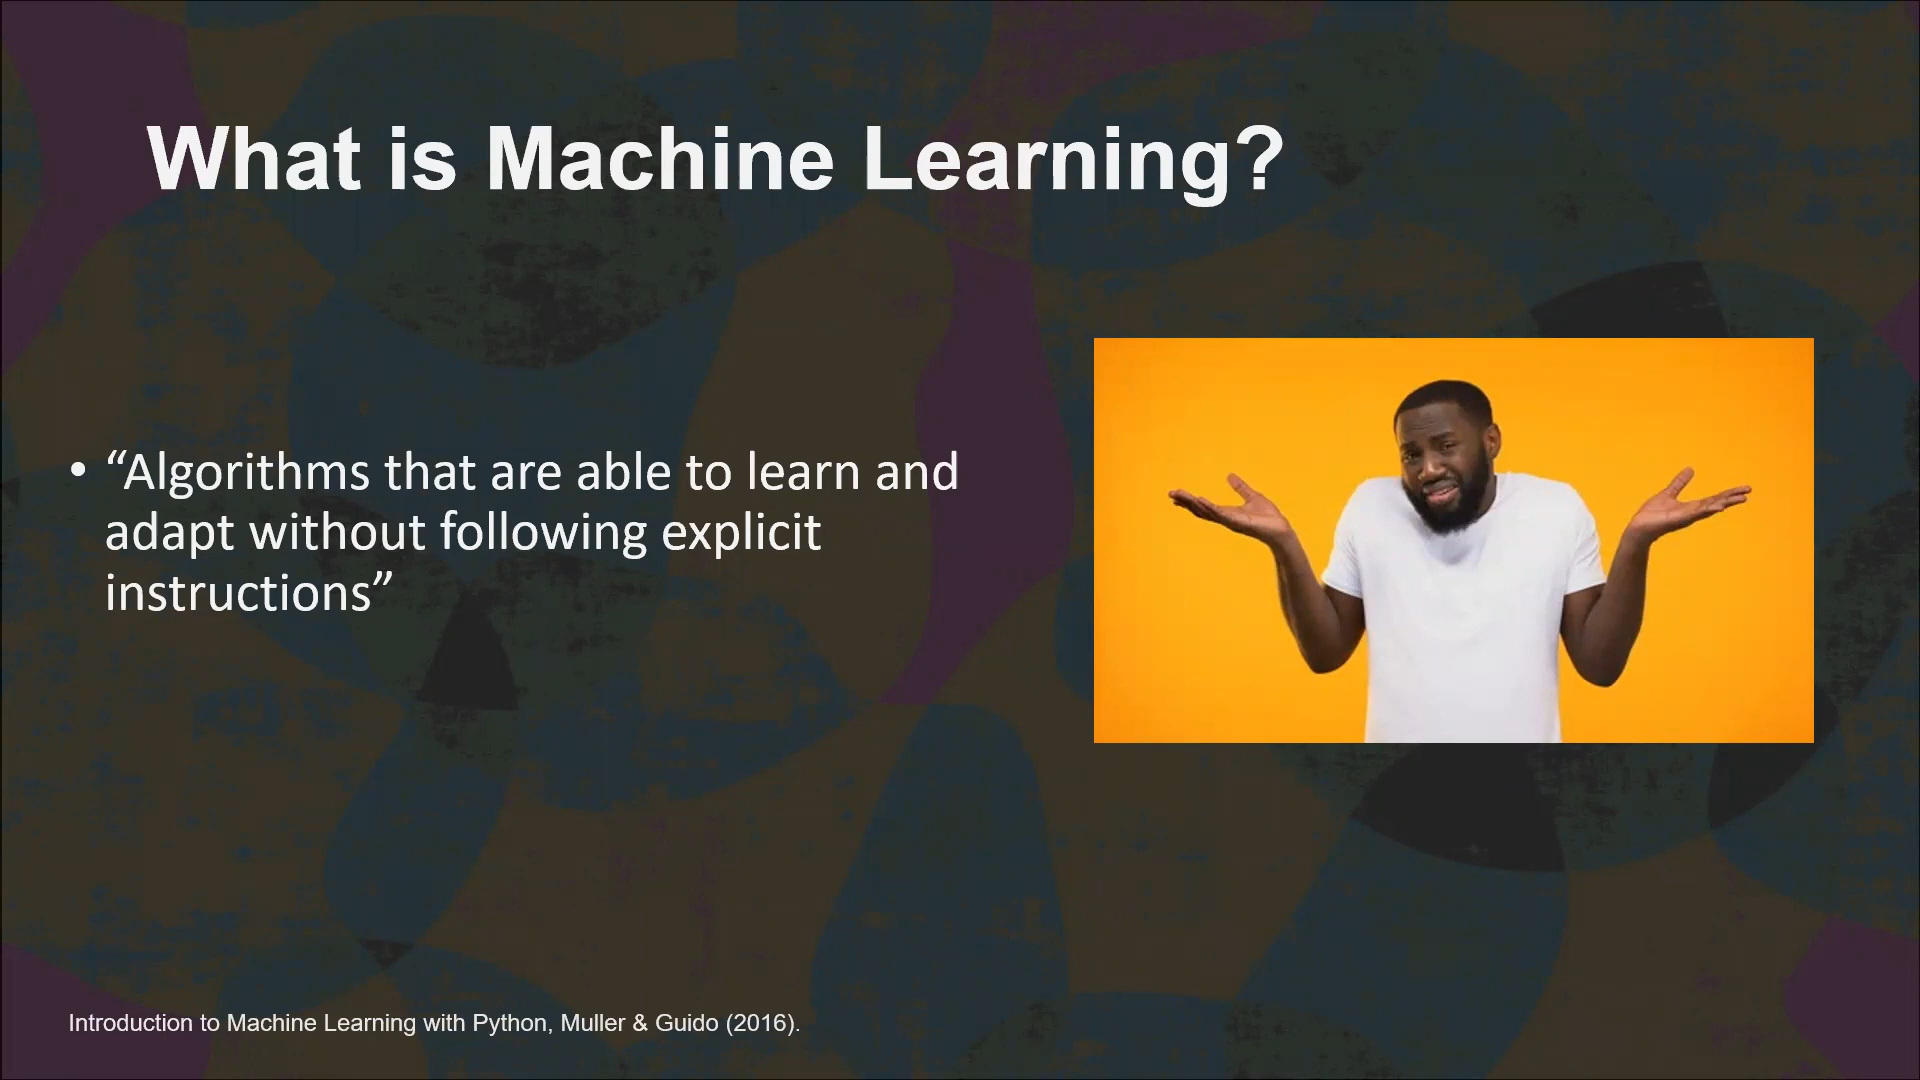 What is Machine Learning?
• “Algorithms that are able to learn and
adapt without following explicit
instructions”
Introduction to Machine Learning with Python, Muller & Guido (2016).